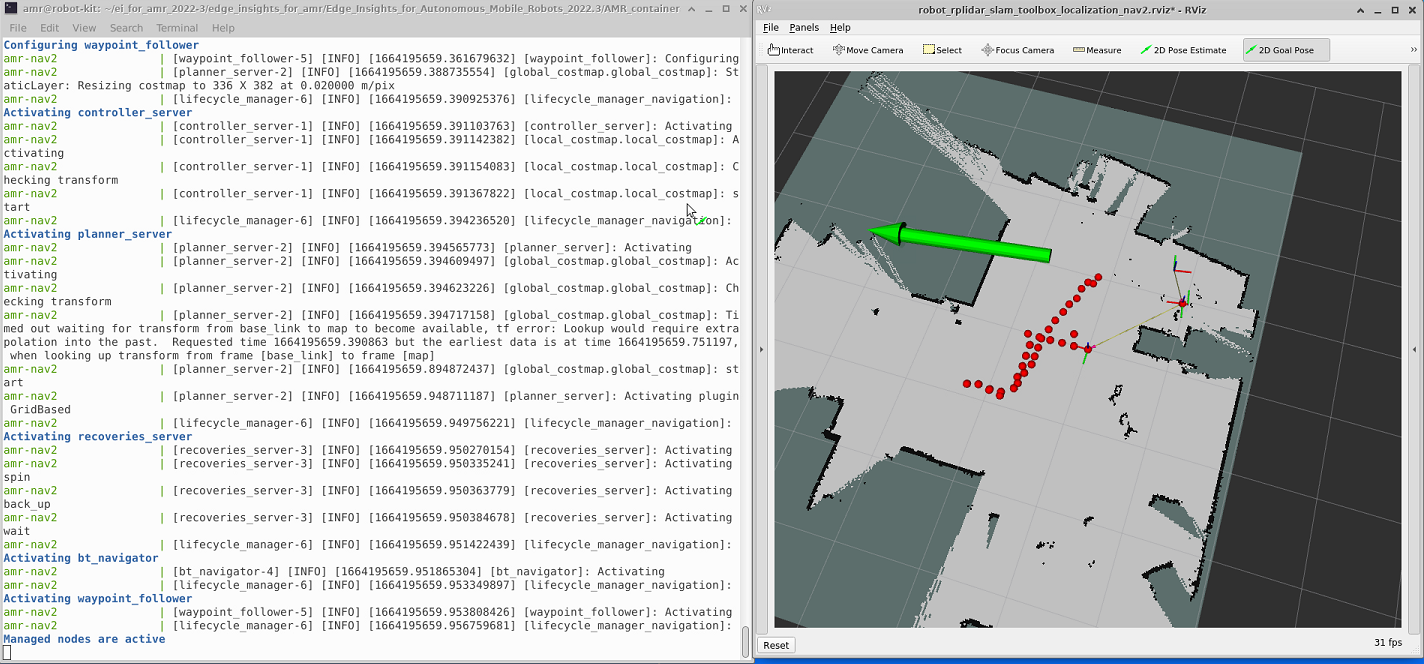 amr@robot-kit: ~/ei_for_amr_2022-3/edge_insights_for_amr/Edge_Insights_for_Autonomous_Mobile_Robots_2022.3/AMR_container
File Edit View Search Terminal Help
Configuring waypoint_follower
amr-nav2 | [waypoint_follower-5] [INFO] [1664195659.361679632] [waypoint_follower]: Configuring
amr-nav2 | [planner_server-2] [INFO] [1664195659.388735554] [global_costmap.global_costmap]: St
aticLayer: Resizing costmap to 336 X 382 at 0.020000 m/pix
amr-nav2 | [lifecycle_manager-6] [INFO] [1664195659.390925376] [lifecycle_manager_navigation]:
Activating controller_server
amr-nav2 | [controller_server-1] [INFO] [1664195659.391103763] [controller_server]: Activating
amr-nav2 | [controller_server-1] [INFO] [1664195659.391142382] [local_costmap.local_costmap]: A
ctivating
amr-nav2 | [controller_server-1] [INFO] [1664195659.391154083] [local_costmap.local_costmap]: C
hecking transform
amr-nav2 | [controller_server-1] [INFO] [1664195659.391367822] [local_costmap.local_costmap]: s
tart
amr-nav2 | [lifecycle_manager-6] [INFO] [1664195659.394236520] [lifecycle_manager_navigation]:
Activating planner_server
amr-nav2 | [planner_server-2] [INFO] [1664195659.394565773] [planner_server]: Activating
amr-nav2 | [planner_server-2] [INFO] [1664195659.394609497] [global_costmap.global_costmap]: Ac
tivating
amr-nav2 | [planner_server-2] [INFO] [1664195659.394623226] [global_costmap.global_costmap]: Ch
ecking transform
amr-nav2 | [planner_server-2] [INFO] [1664195659.394717158] [global_costmap.global_costmap]: Ti
med out waiting for transform from base_link to map to become available, tf error: Lookup would require extra
polation into the past.  Requested time 1664195659.390863 but the earliest data is at time 1664195659.751197,
when looking up transform from frame [base_link] to frame [map]
amr-nav2 | [planner_server-2] [INFO] [1664195659.894872437] [global_costmap.global_costmap]: st
art
amr-nav2 | [planner_server-2] [INFO] [1664195659.948711187] [planner_server]: Activating plugin
GridBased
amr-nav2 | [lifecycle_manager-6] [INFO] [1664195659.949756221] [lifecycle_manager_navigation]:
Activating recoveries_server
amr-nav2 | [recoveries_server-3] [INFO] [1664195659.950270154] [recoveries_server]: Activating
amr-nav2 | [recoveries_server-3] [INFO] [1664195659.950335241] [recoveries_server]: Activating
spin
amr-nav2 | [recoveries_server-3] [INFO] [1664195659.950363779] [recoveries_server]: Activating
back_up
amr-nav2 | [recoveries_server-3] [INFO] [1664195659.950384678] [recoveries_server]: Activating
wait
amr-nav2 | [lifecycle_manager-6] [INFO] [1664195659.951422439] [lifecycle_manager_navigation]:
Activating bt_navigator
amr-nav2 | [bt_navigator-4] [INFO] [1664195659.951865304] [bt_navigator]: Activating
amr-nav2 | [lifecycle_manager-6] [INFO] [1664195659.953349897] [lifecycle_manager_navigation]:
Activating waypoint_follower
amr-nav2 | [waypoint_follower-5] [INFO] [1664195659.953808426] [waypoint_follower]: Activating
amr-nav2 | [lifecycle_manager-6] [INFO] [1664195659.956759681] [lifecycle_manager_navigation]:
Managed nodes are active
robot_rplidar_slam_toolbox_localization_nav2.rviz* - RViz
File Panels Help
Interact Move Camera Select Focus Camera Measure 2D Pose Estimate 2D Goal Pose »
Reset
31 fps